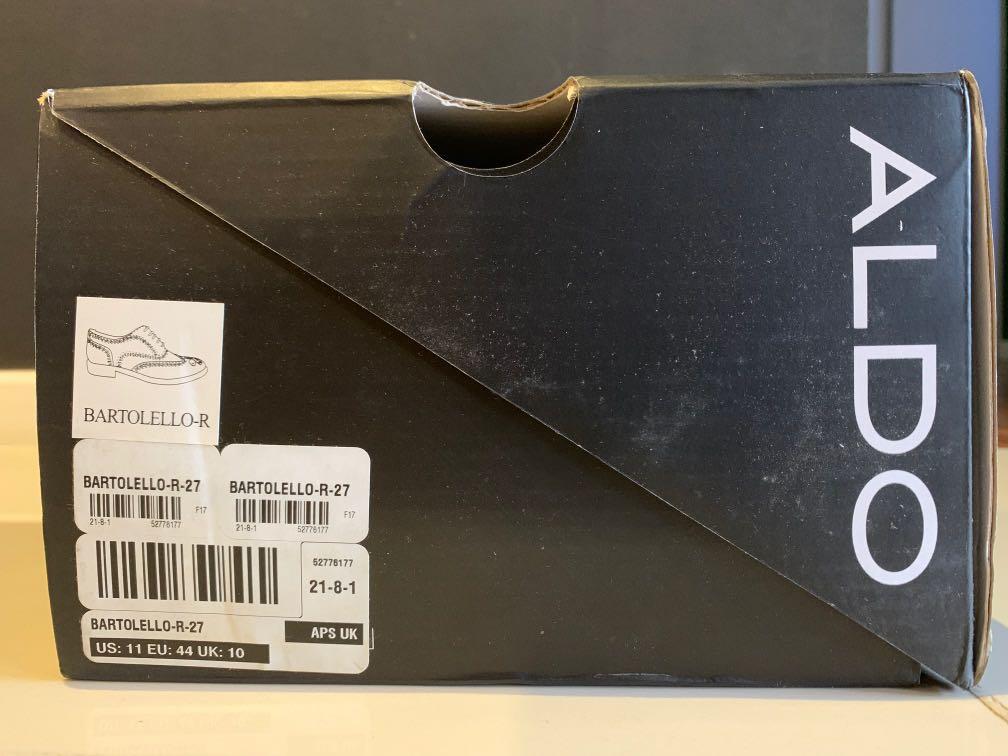 ALDO
BARTOLELLO-R
BARTOLELLO-R-27
F17
21-8-1 52776177
BARTOLELLO-R-27
F17
21-8-1 52776177
52776177
21-8-1
BARTOLELLO-R-27
APS UK
US: 11 EU: 44 UK: 10